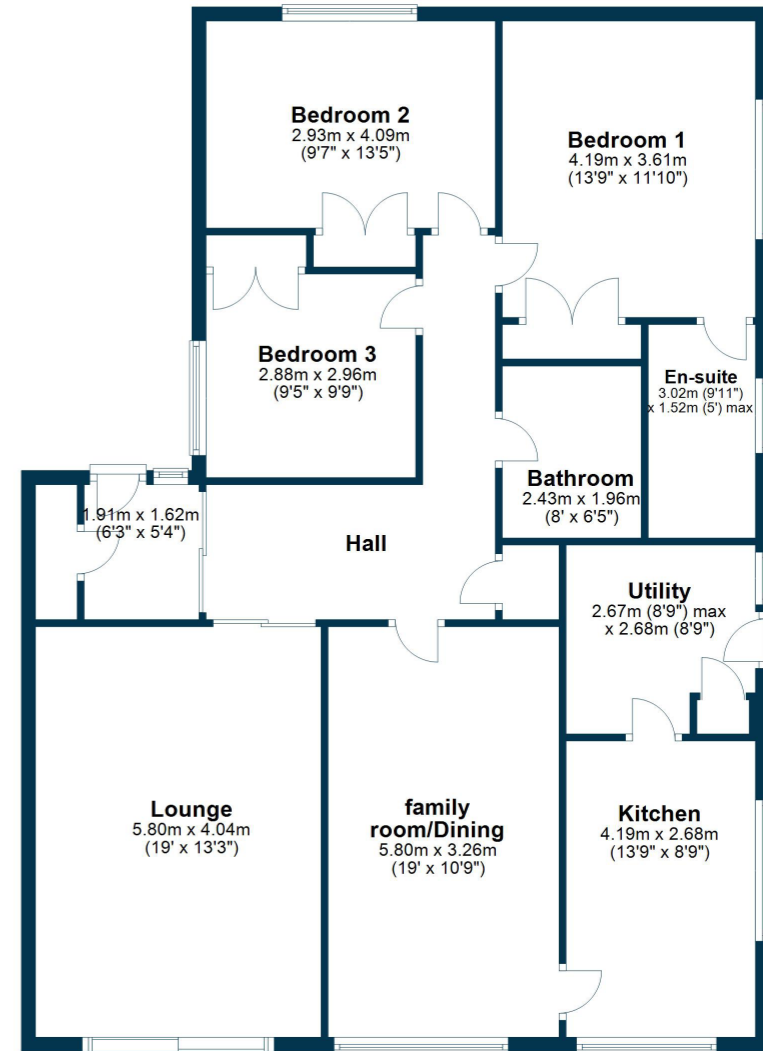 Bedroom 2
2.93m x 4.09m
(9'7" x 13'5")
Bedroom 1
4.19m x 3.61m
(13'9" x 11'10")
Bedroom 3
2.88m x 2.96m
(9'5" x 9'9")
En-suite
3.02m (9'11")
x 1.52m (5') max
Bathroom
2.43m x 1.96m
(8' x 6'5")
1.91m x 1.62m
(6'3" x 5'4")
Hall
Utility
2.67m (8'9") max
x 2.68m (8'9")
Lounge
5.80m x 4.04m
(19' x 13'3")
family
room/Dining
5.80m x 3.26m
(19' x 10'9")
Kitchen
4.19m x 2.68m
(13'9" x 8'9")